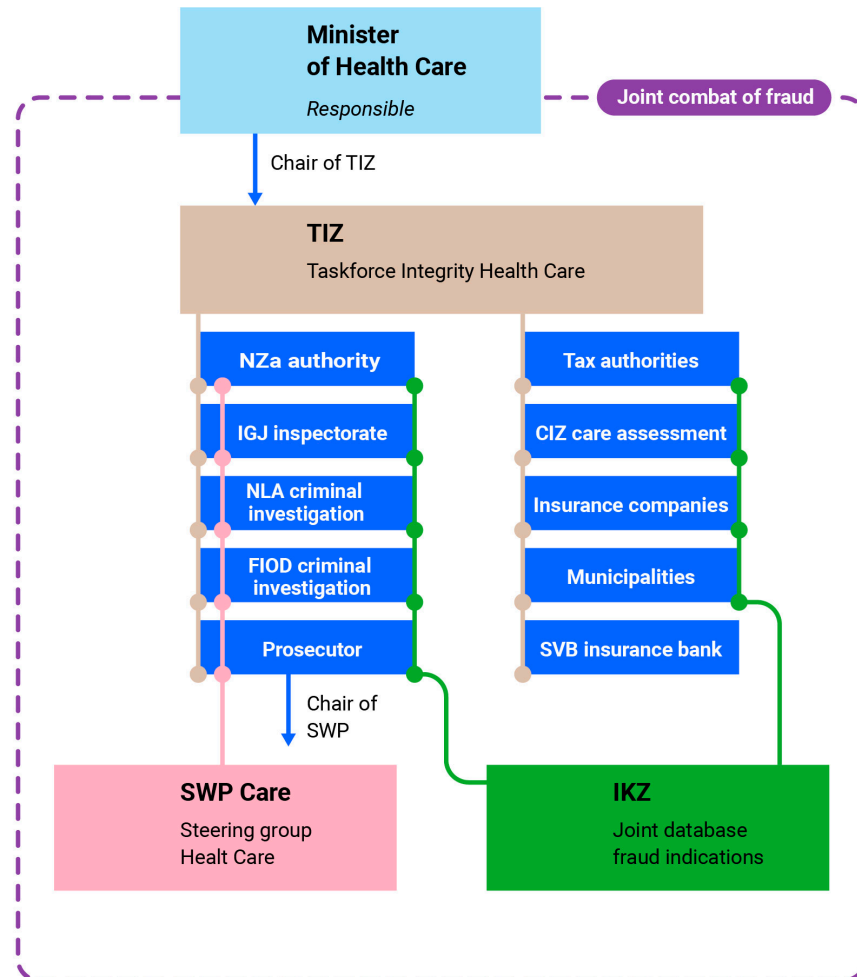 Minister
of Health Care
Responsible
Joint combat of fraud
Chair of TIZ
TIZ
Taskforce Integrity Health Care
NZa authority
IGJ inspectorate
NLA criminal
investigation
FIOD criminal
investigation
Prosecutor
Tax authorities
CIZ care assessment
Insurance companies
Municipalities
SVB insurance bank
Chair of
SWP
SWP Care
Steering group
Healt Care
IKZ
Joint database
fraud indications